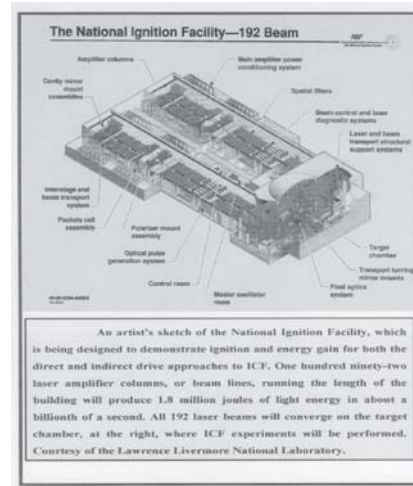 The National Ignition Facility—192 Beam
NIF
The National Ignition Facility
Amplifier columns
Main amplifier power
conditioning system
Cavity mirror
mount
assemblies
Spatial filters
Beam control and laser
diagnostic systems
Laser and beam
transport structural
support systems
Interstage and
beam transport
system
Pockels cell
assembly
Polarizer mount
assembly
Optical pulse
generation system
Control room
Master oscillator
room
Target
chamber
Transport turning
mirror mounts
Final optics
system
An artist's sketch of the National Ignition Facility, which
is being designed to demonstrate ignition and energy gain for both the
direct and indirect drive approaches to ICF. One hundred ninety-two
laser amplifier columns, or beam lines, running the length of the
building will produce 1.8 million joules of light energy in about a
billionth of a second. All 192 laser beams will converge on the target
chamber, at the right, where ICF experiments will be performed.
Courtesy of the Lawrence Livermore National Laboratory.